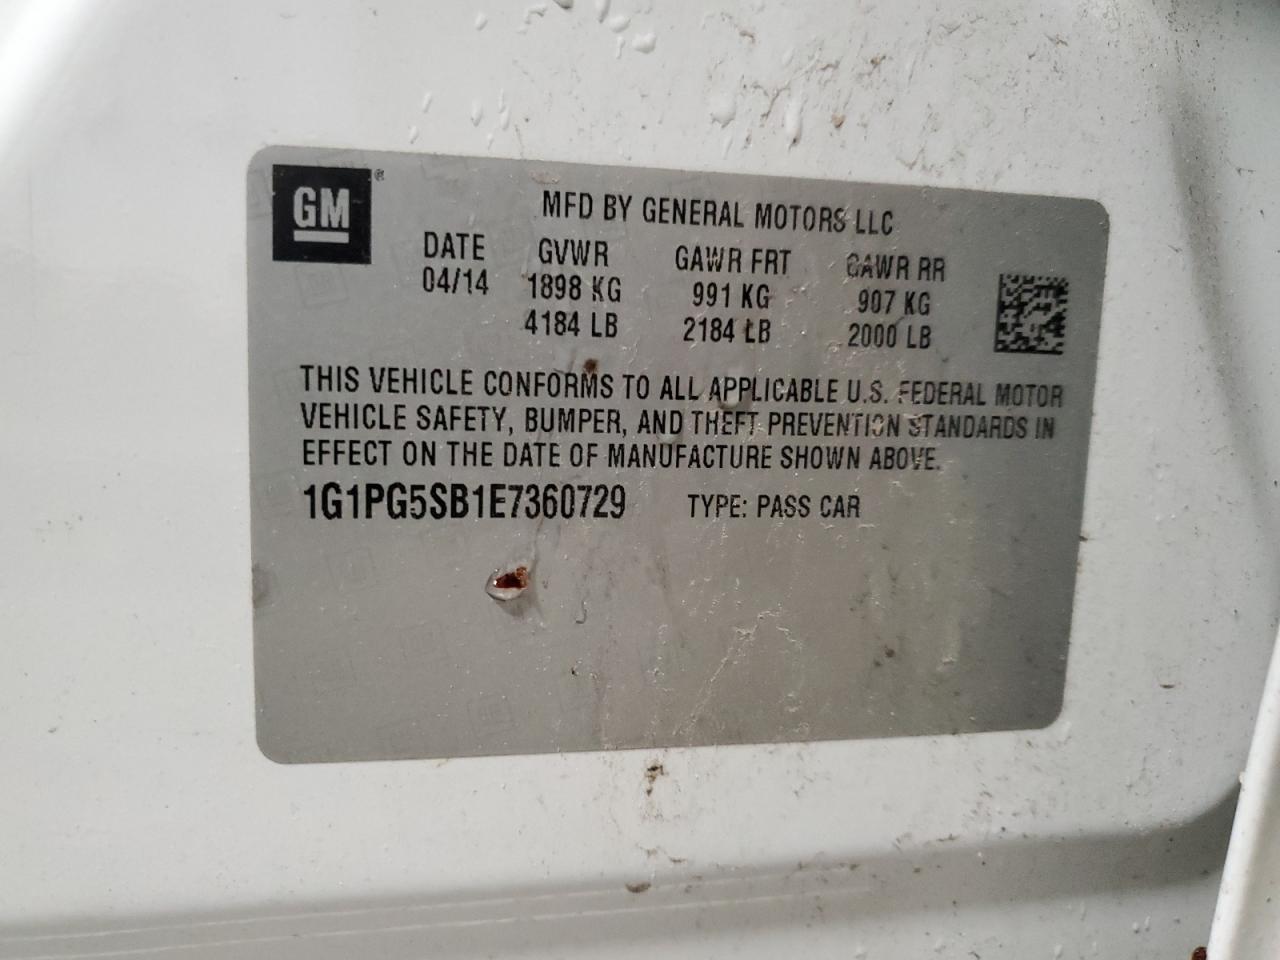 GM ®
MFD BY GENERAL MOTORS LLC
DATE GVWR GAWR FRT GAWR RR
04/14 1898 KG 991 KG 907 KG
4184 LB 2184 LB 2000 LB
THIS VEHICLE CONFORMS TO ALL APPLICABLE U.S. FEDERAL MOTOR
VEHICLE SAFETY, BUMPER, AND THEFT PREVENTION STANDARDS IN
EFFECT ON THE DATE OF MANUFACTURE SHOWN ABOVE.
1G1PG5SB1E7360729 TYPE: PASS CAR